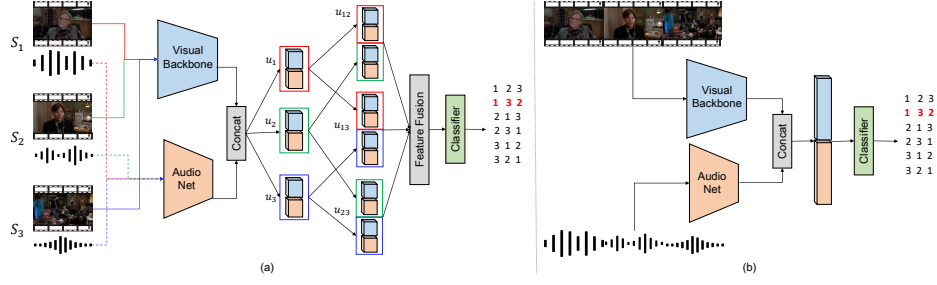 S1
S2
S3
Visual
Backbone
Audio
Net
Concat
u1
u2
u3
u12
u13
u23
Feature Fusion
Classifier
1 2 3
1 3 2
2 1 3
2 3 1
3 1 2
3 2 1
(a)
Visual
Backbone
Audio
Net
Concat
Classifier
1 2 3
1 3 2
2 1 3
2 3 1
3 1 2
3 2 1
(b)